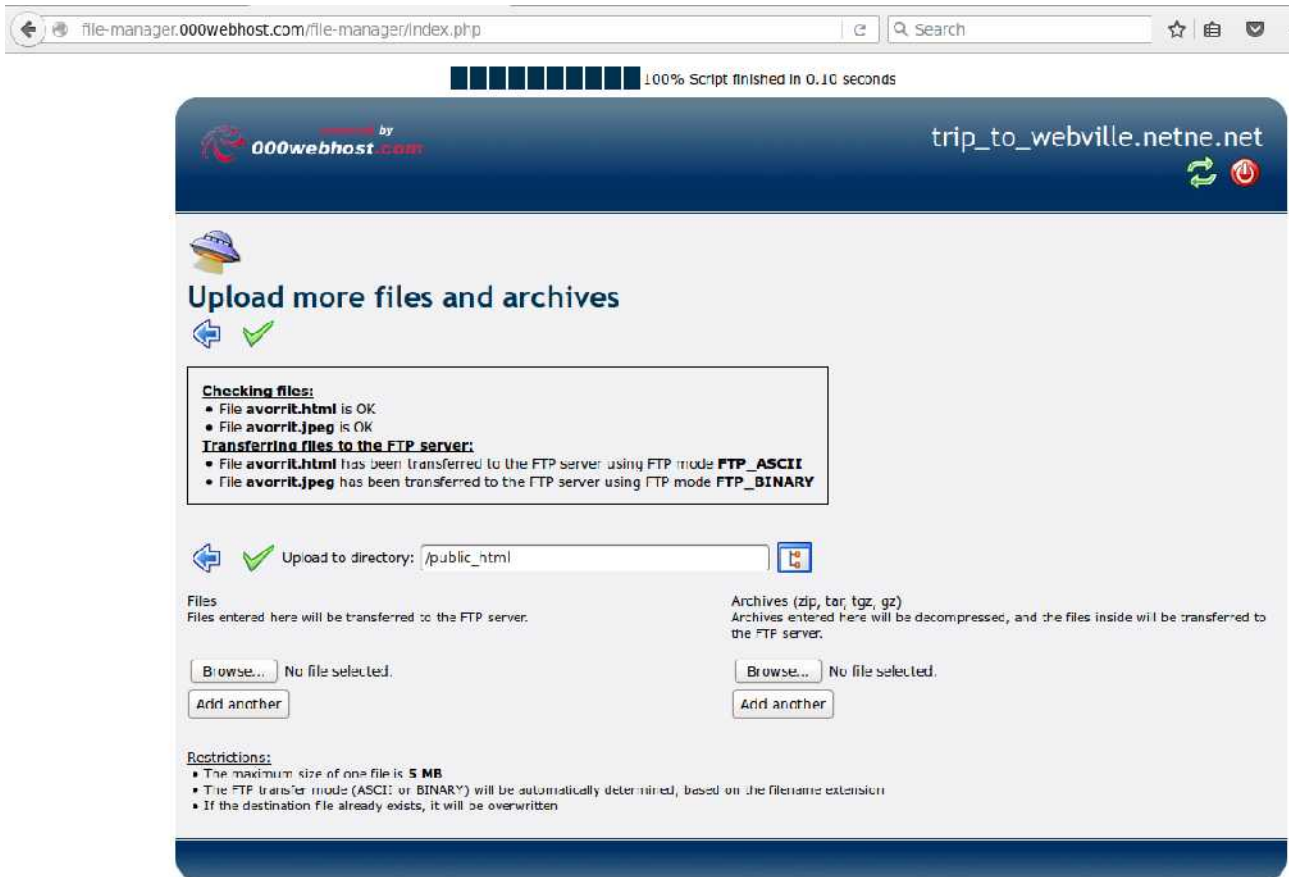 file-manager.000webhost.com/file-manager/index.php
Search
100% Script finished in 0.10 seconds
by
000webhost.com
trip_to_webville.netne.net
Upload more files and archives
Checking files:
• File avorrit.html is OK
• File avorrit.jpeg is OK
Transferring files to the FTP server:
• File avorrit.html has been transferred to the FTP server using FTP mode FTP_ASCII
• File avorrit.jpeg has been transferred to the FTP server using FTP mode FTP_BINARY
Upload to directory: /public_html
Files
Files entered here will be transferred to the FTP server.
Browse... No file selected.
Add another
Archives (zip, tar, tgz, gz)
Archives entered here will be decompressed, and the files inside will be transferred to
the FTP server.
Browse... No file selected.
Add another
Restrictions:
• The maximum size of one file is 5 MB
• The FTP transfer mode (ASCII or BINARY) will be automatically determined, based on the filename extension
• If the destination file already exists, it will be overwritten